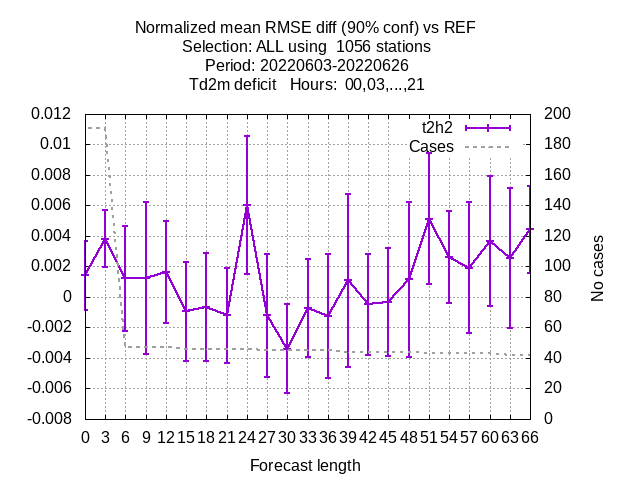 Normalized mean RMSE diff (90% conf) vs REF
Selection: ALL using  1056 stations
Period: 20220603-20220626
Td2m deficit   Hours:  00,03,...,21
t2h2
Cases
0.012
0.01
0.008
0.006
0.004
0.002
0
-0.002
-0.004
-0.006
-0.008
200
180
160
140
120
100
80
60
40
20
0
No cases
0 3 6 9 12 15 18 21 24 27 30 33 36 39 42 45 48 51 54 57 60 63 66
Forecast length